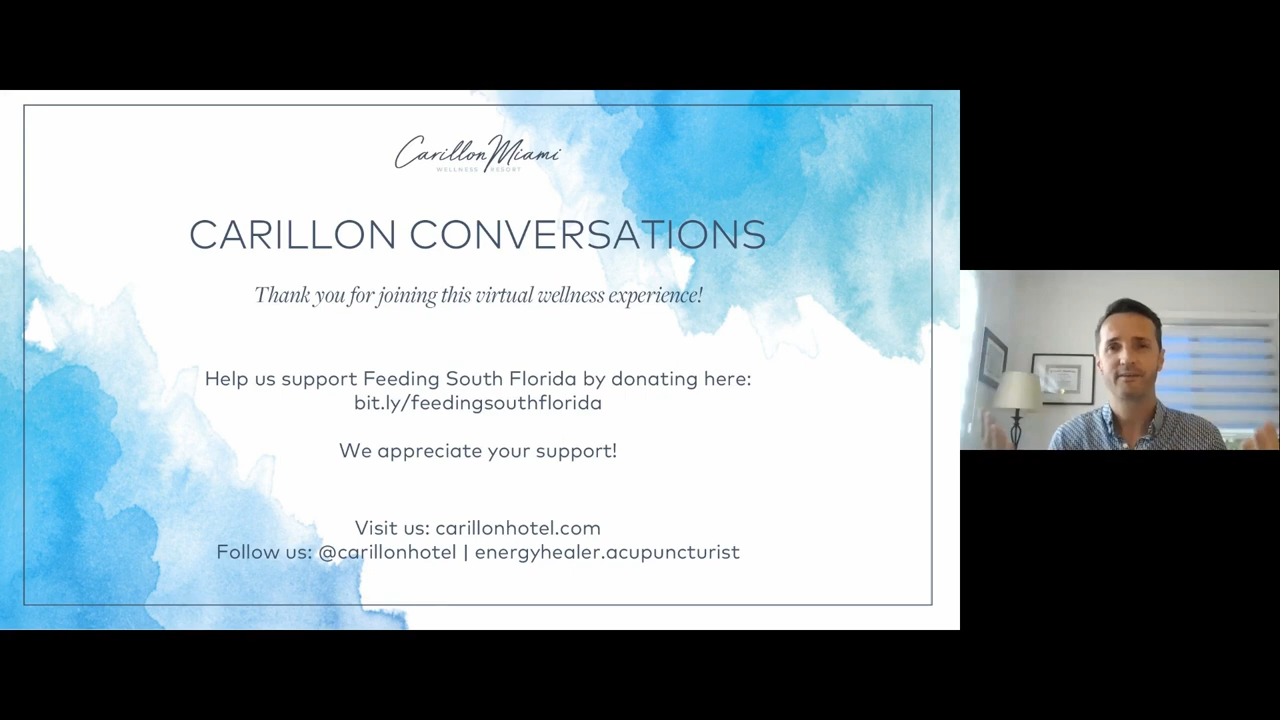 Carillon Miami
WELLNESS RESORT
CARILLON CONVERSATIONS
Thank you for joining this virtual wellness experience!
Help us support Feeding South Florida by donating here:
bit.ly/feedingsouthflorida
We appreciate your support!
Visit us: carillonhotel.com
Follow us: @carillonhotel | energyhealer.acupuncturist